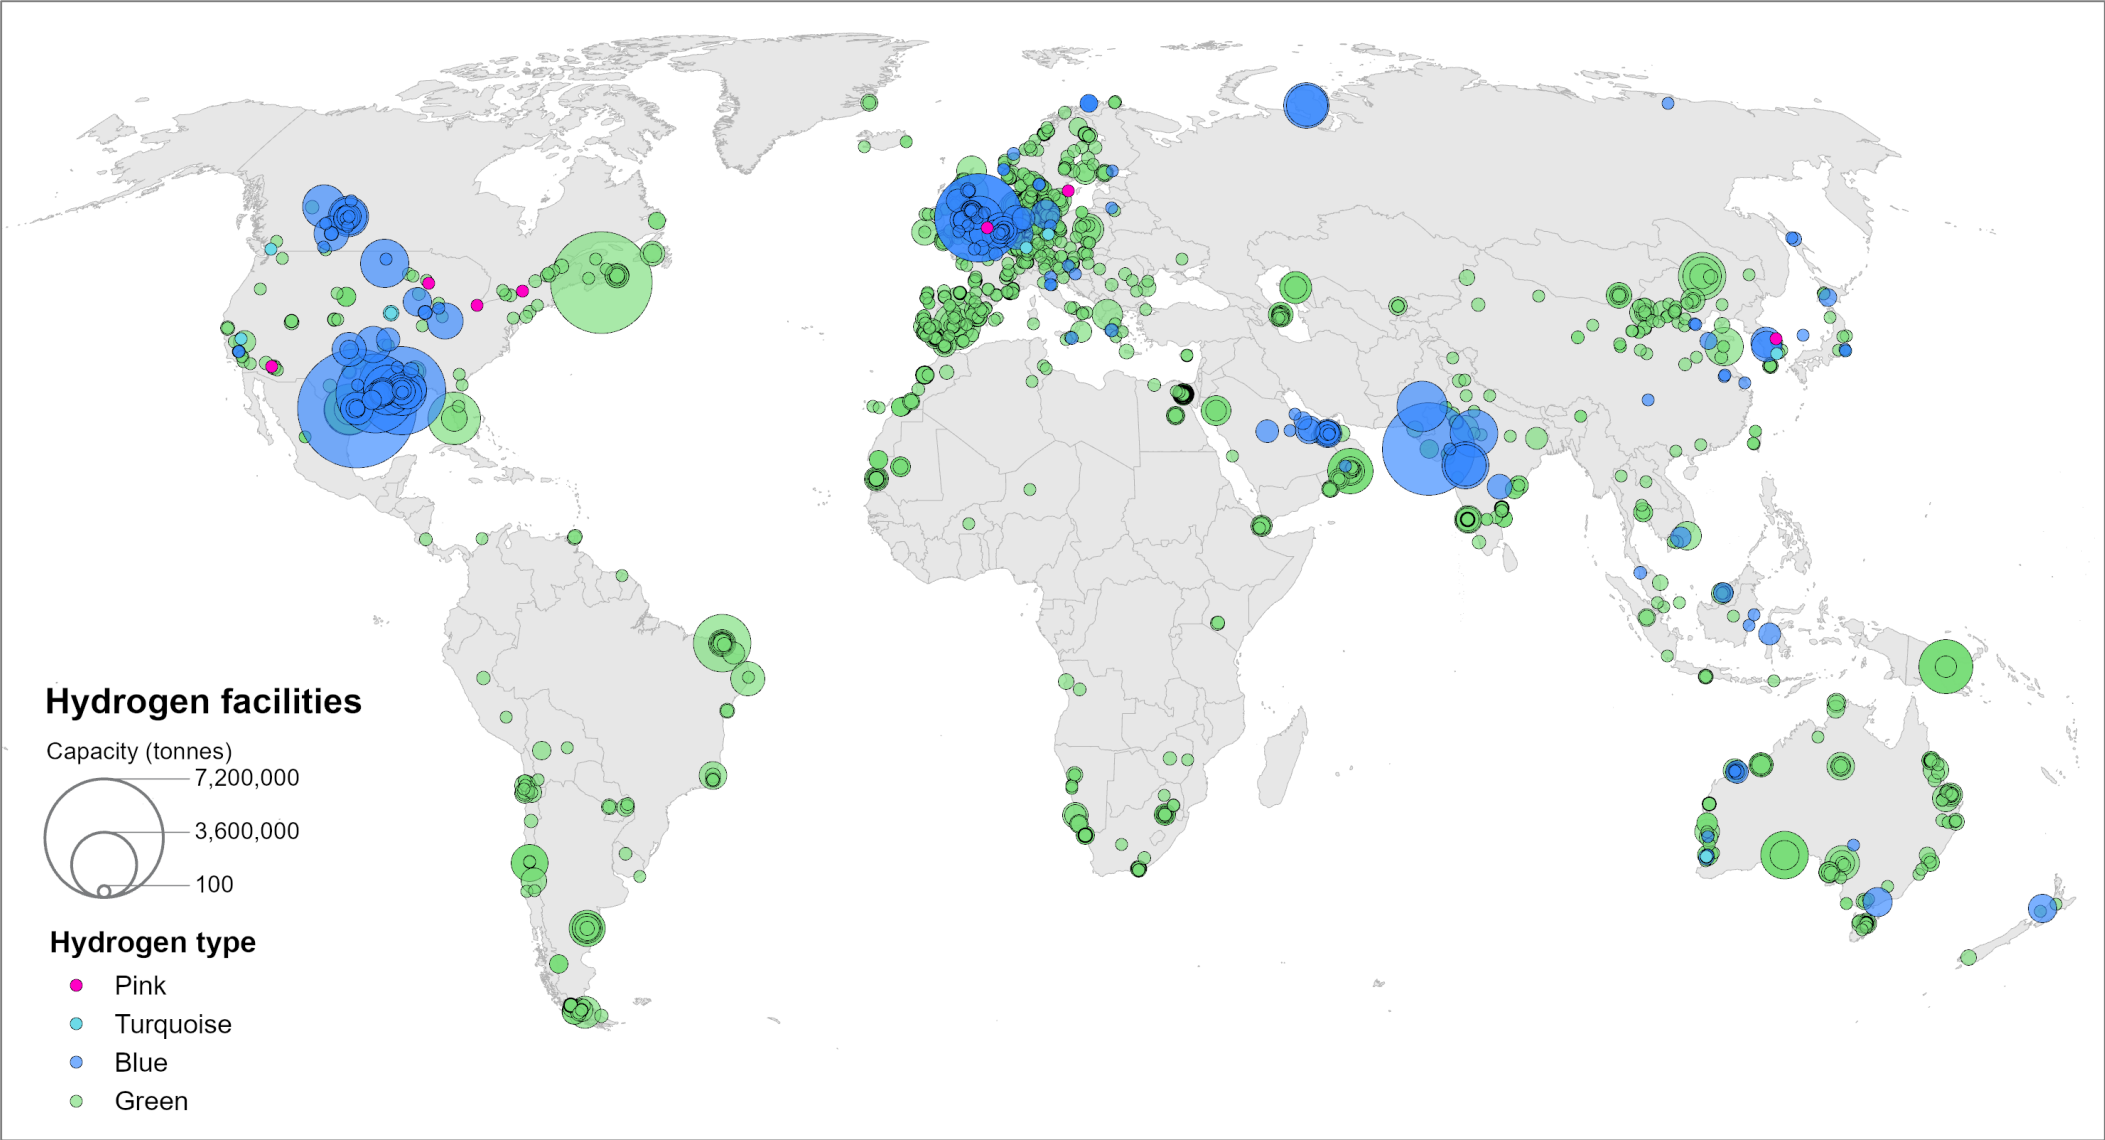 Hydrogen facilities
Capacity (tonnes)
7,200,000
3,600,000
100
Hydrogen type
Pink
Turquoise
Blue
Green